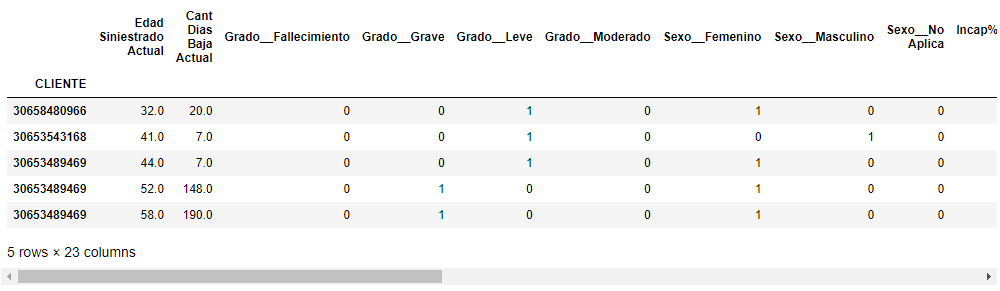 Edad Siniestrado Actual Cant Dias Baja Actual Grado__Fallecimiento Grado__Grave Grado__Leve Grado__Moderado Sexo__Femenino Sexo__Masculino Sexo__No Aplica Incap%
CLIENTE
30658480966 32.0 20.0 0 0 1 0 1 0 0
30653543168 41.0 7.0 0 0 1 0 0 1 0
30653489469 44.0 7.0 0 0 1 0 1 0 0
30653489469 52.0 148.0 0 1 0 0 1 0 0
30653489469 58.0 190.0 0 1 0 0 1 0 0
5 rows × 23 columns